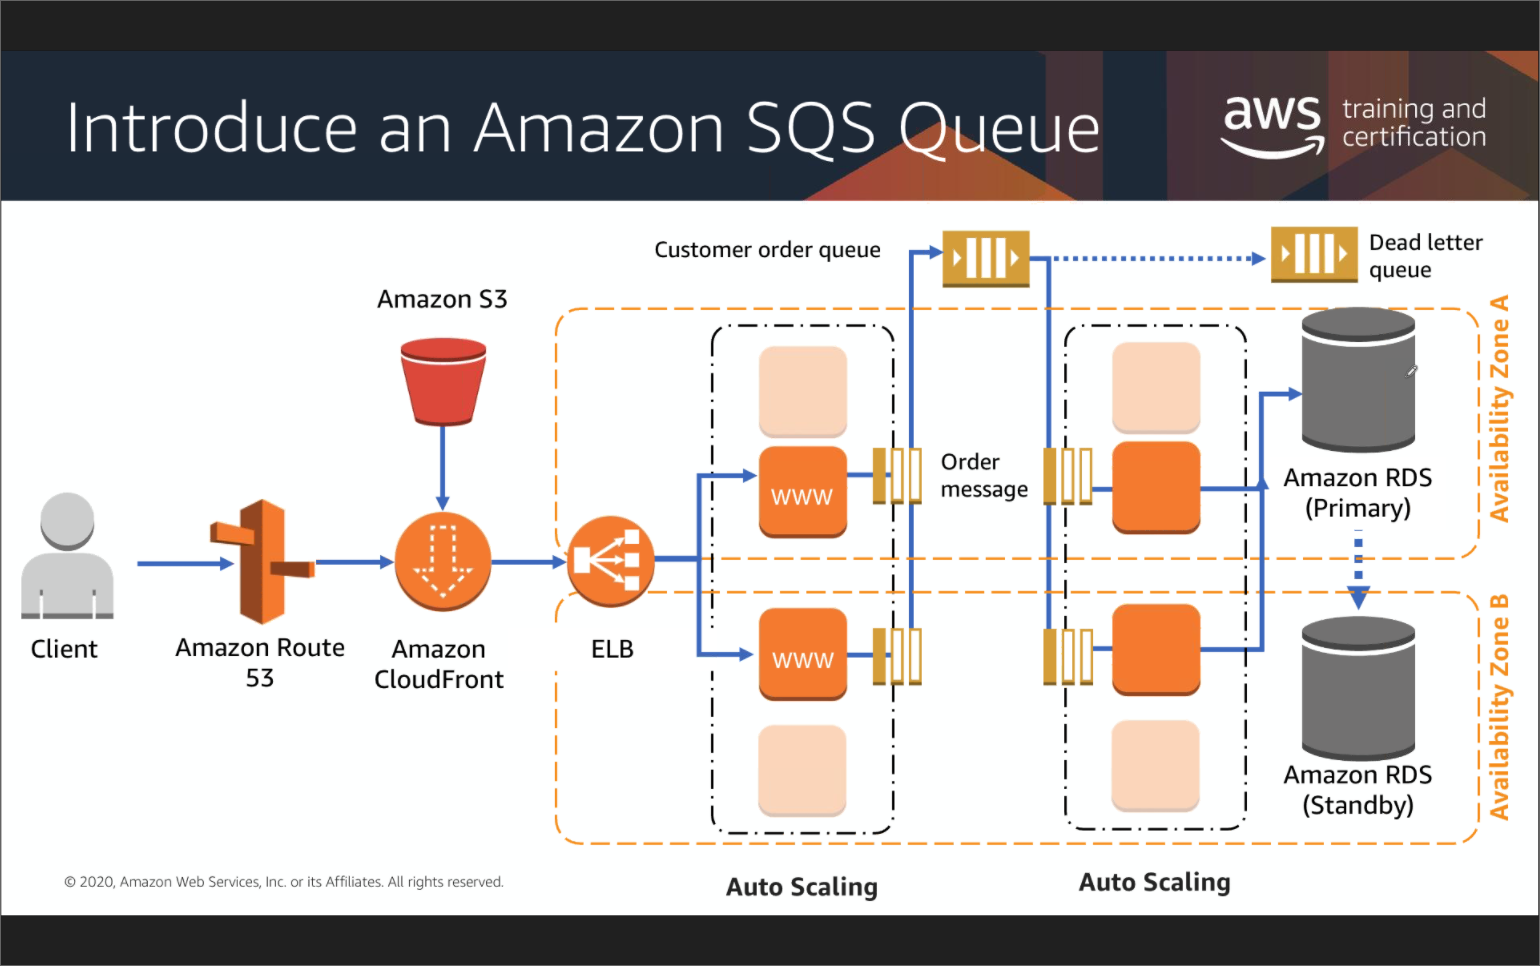 Introduce an Amazon SQS Queue
aws
training and
certification
Customer order queue
Dead letter
queue
Amazon S3
Availability Zone A
www
Order
message
Amazon RDS
(Primary)
Client
Amazon Route
53
Amazon
CloudFront
ELB
www
Availability Zone B
Amazon RDS
(Standby)
© 2020, Amazon Web Services, Inc. or its Affiliates. All rights reserved.
Auto Scaling
Auto Scaling